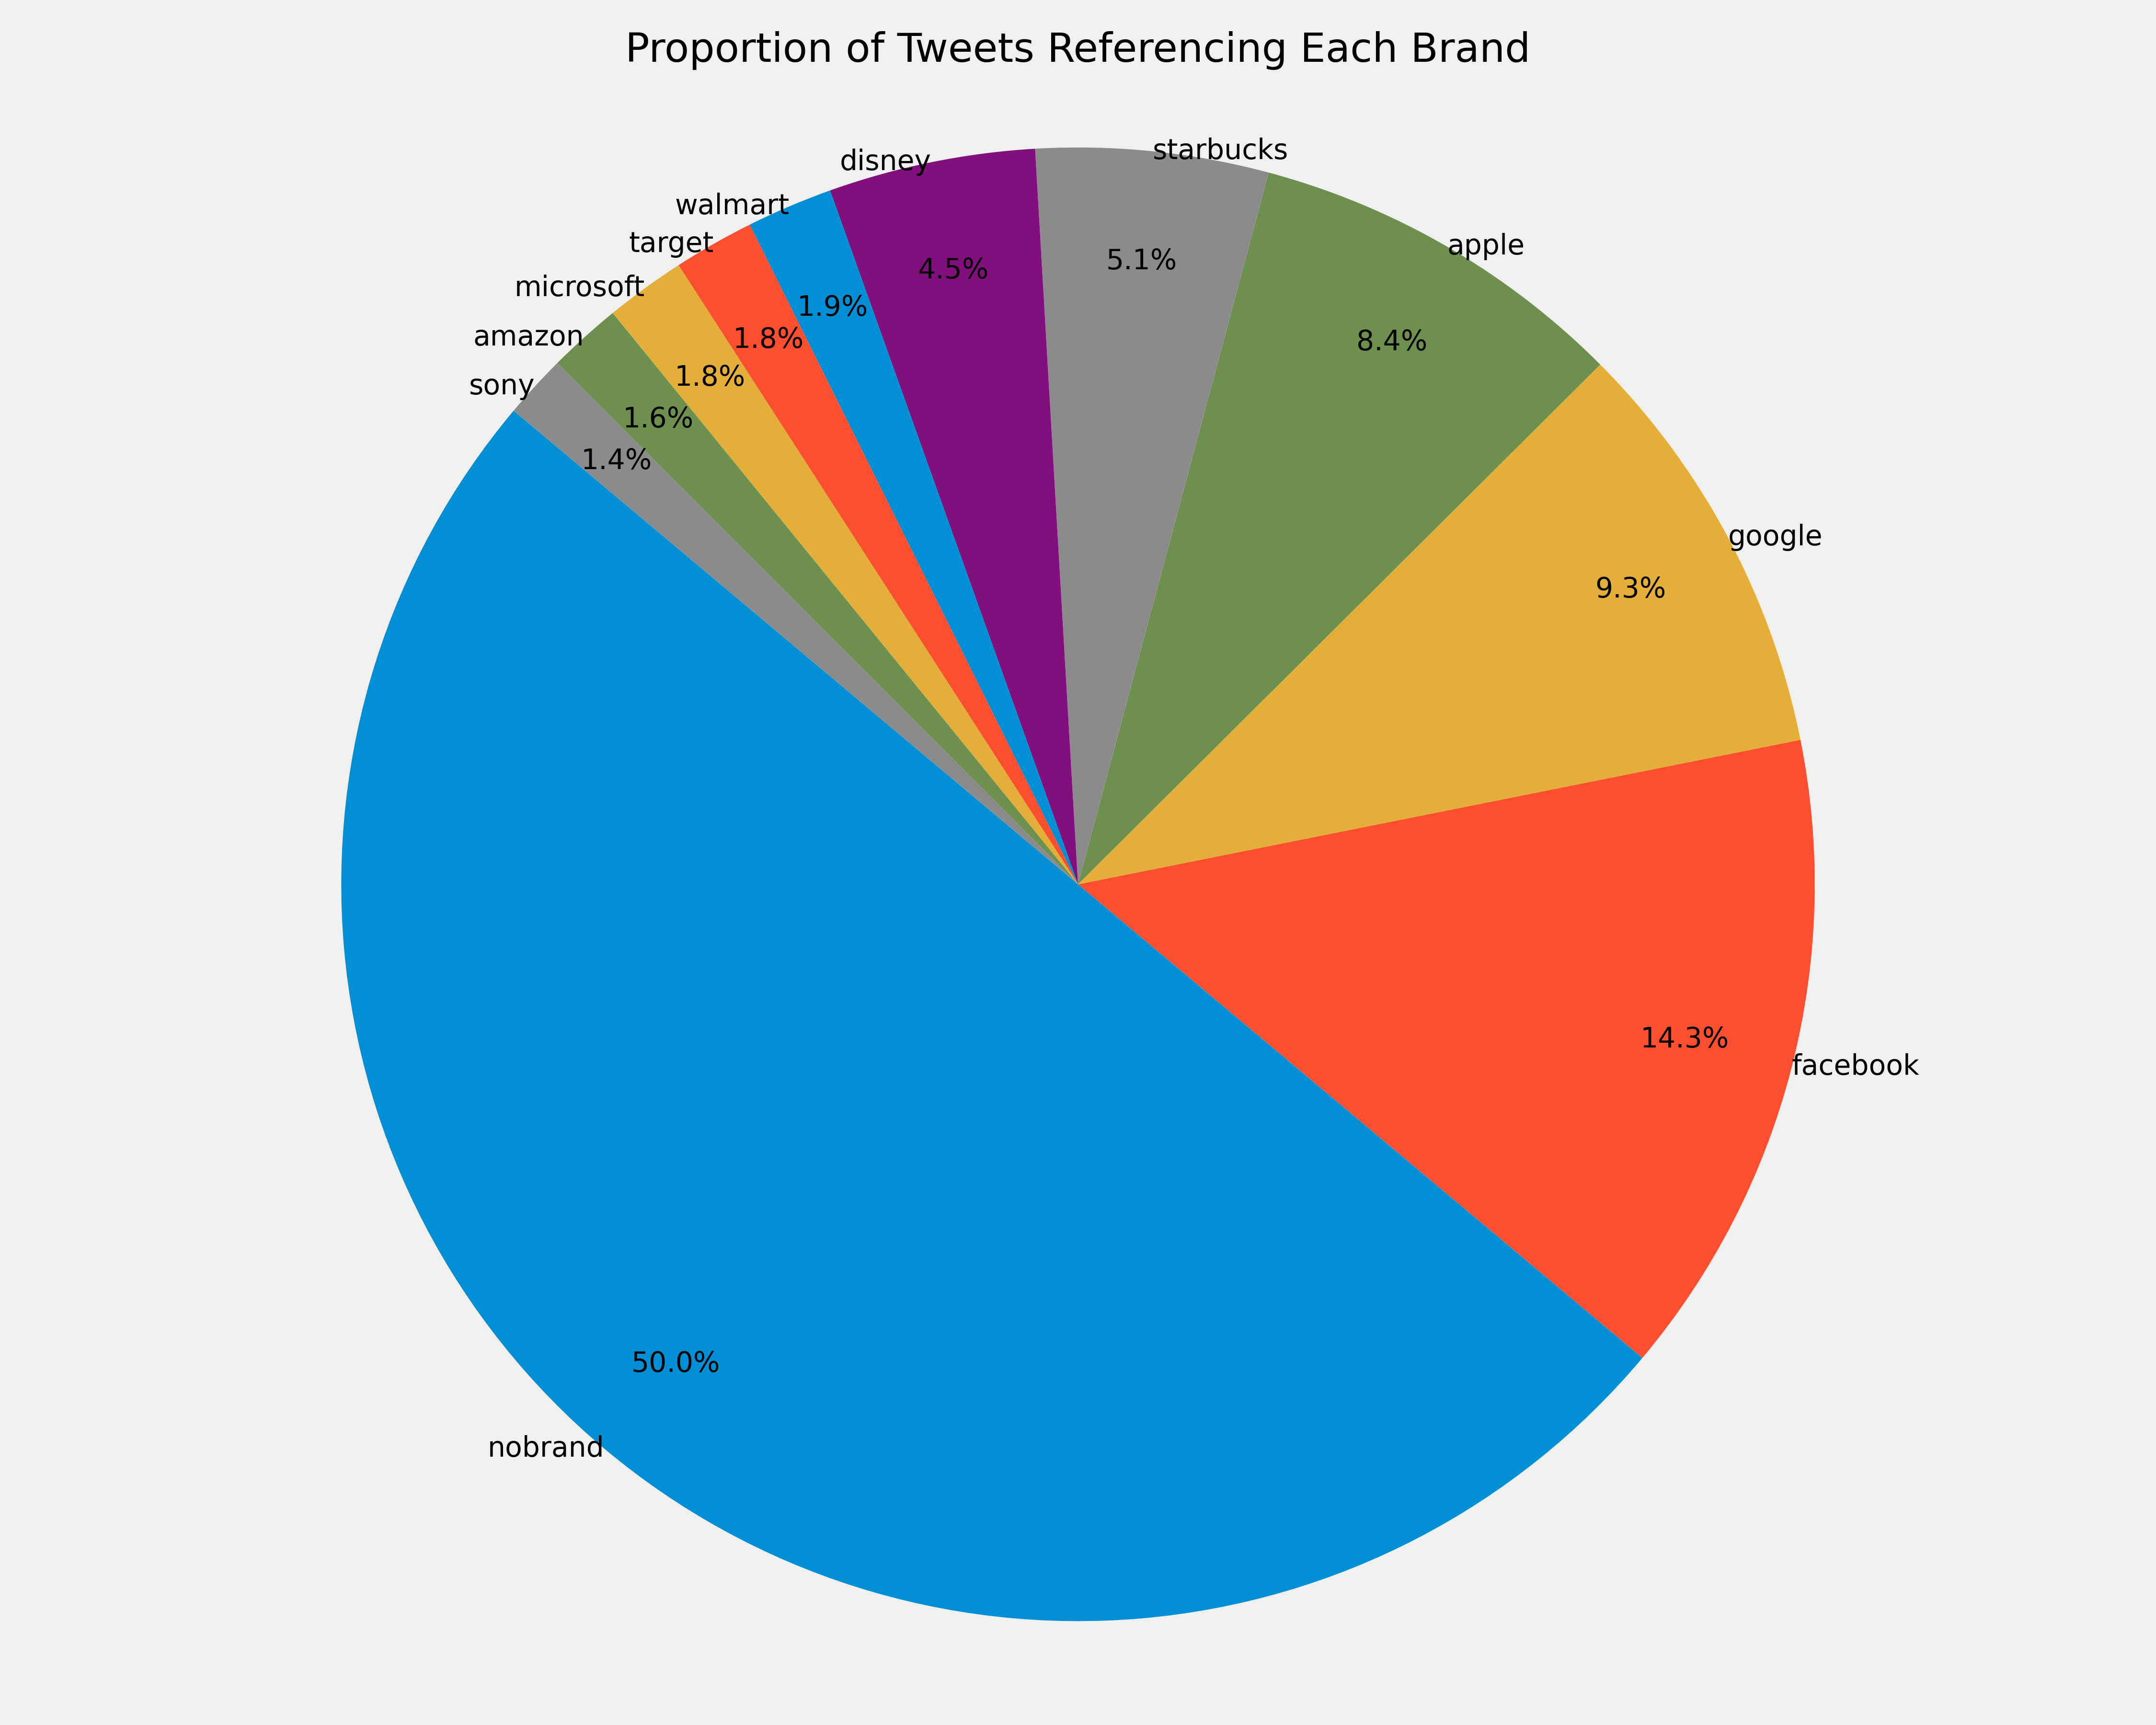 Proportion of Tweets Referencing Each Brand
starbucks
disney
walmart
target
apple
microsoft
amazon
sony
google
facebook
nobrand
5.1%
4.5%
1.9%
1.8%
8.4%
1.8%
1.6%
1.4%
9.3%
14.3%
50.0%